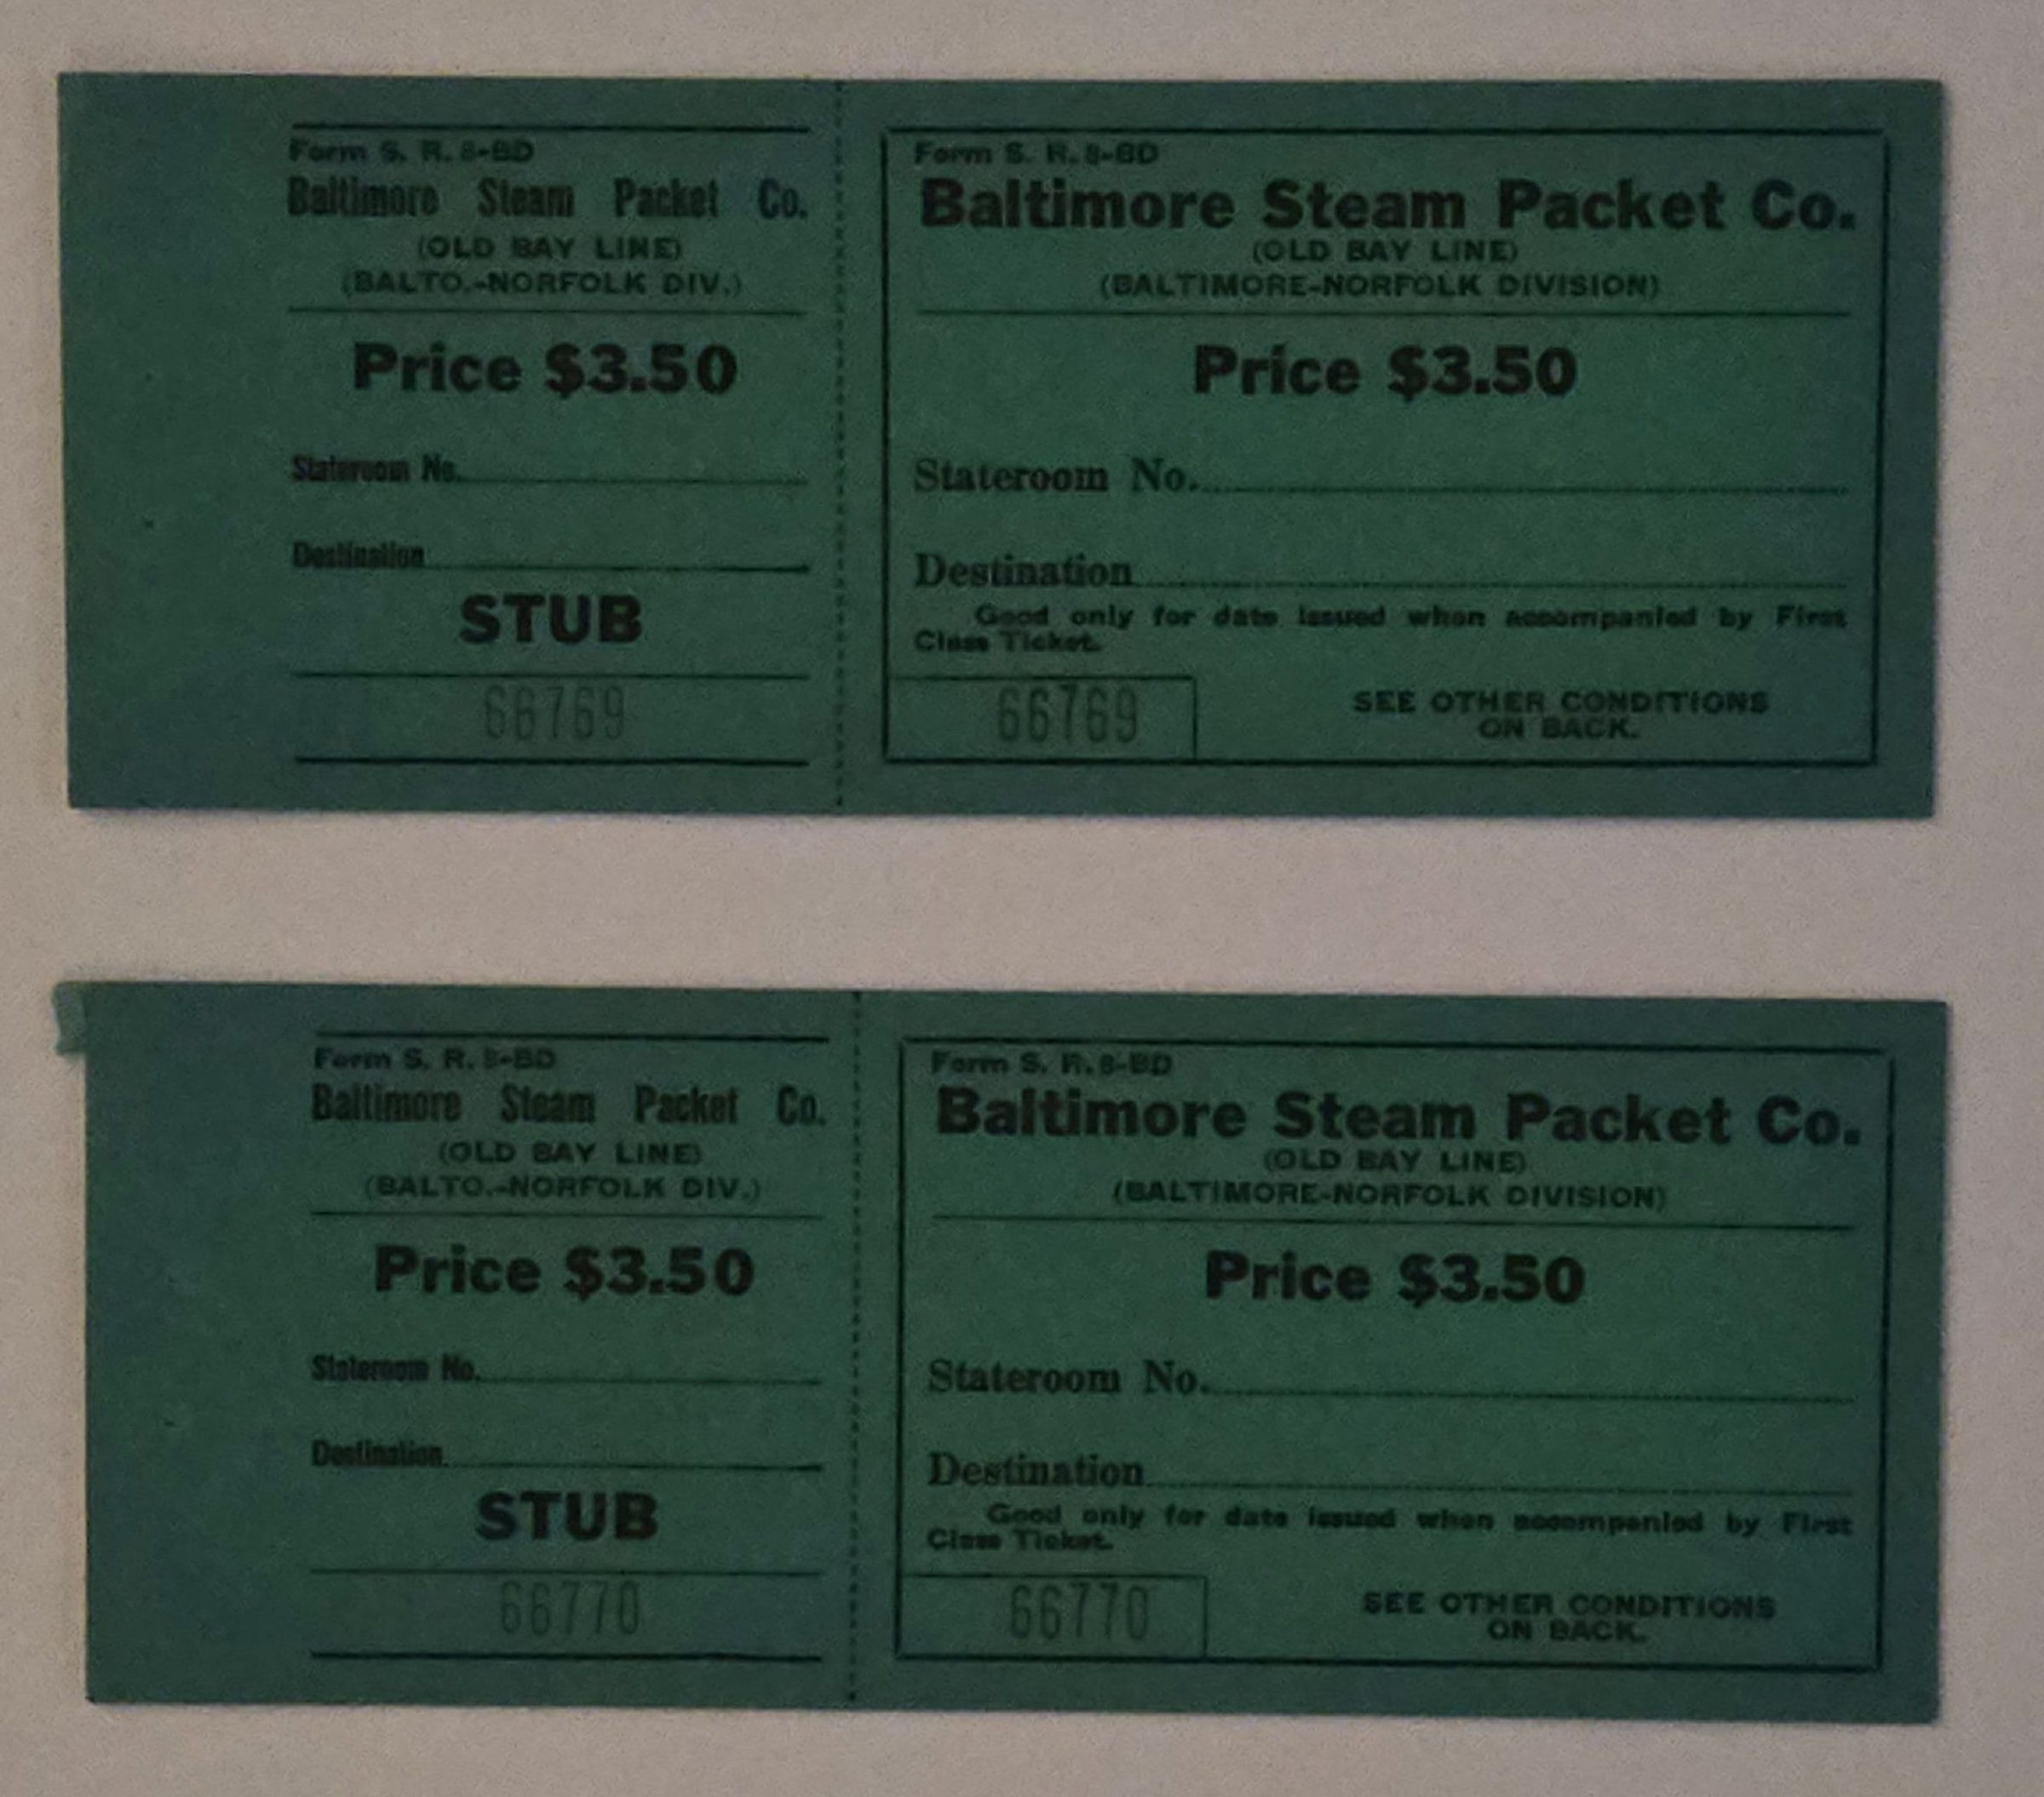 Form S. R. 8-BD
Baltimore Steam Packet Co.
(OLD BAY LINE)
(BALTO.-NORFOLK DIV.)
Price $3.50
Stateroom No.
Destination
STUB
66769
Form S. R. 8-BD
Baltimore Steam Packet Co.
(OLD BAY LINE)
(BALTIMORE-NORFOLK DIVISION)
Price $3.50
Stateroom No.
Destination
Good only for date issued when accompanied by First
Class Ticket.
66769
SEE OTHER CONDITIONS
ON BACK.
Form S. R. 8-BD
Baltimore Steam Packet Co.
(OLD BAY LINE)
(BALTO.-NORFOLK DIV.)
Price $3.50
Stateroom No.
Destination
STUB
66770
Form S. R. 8-BD
Baltimore Steam Packet Co.
(OLD BAY LINE)
(BALTIMORE-NORFOLK DIVISION)
Price $3.50
Stateroom No.
Destination
Good only for date issued when accompanied by First
Class Ticket.
66770
SEE OTHER CONDITIONS
ON BACK.